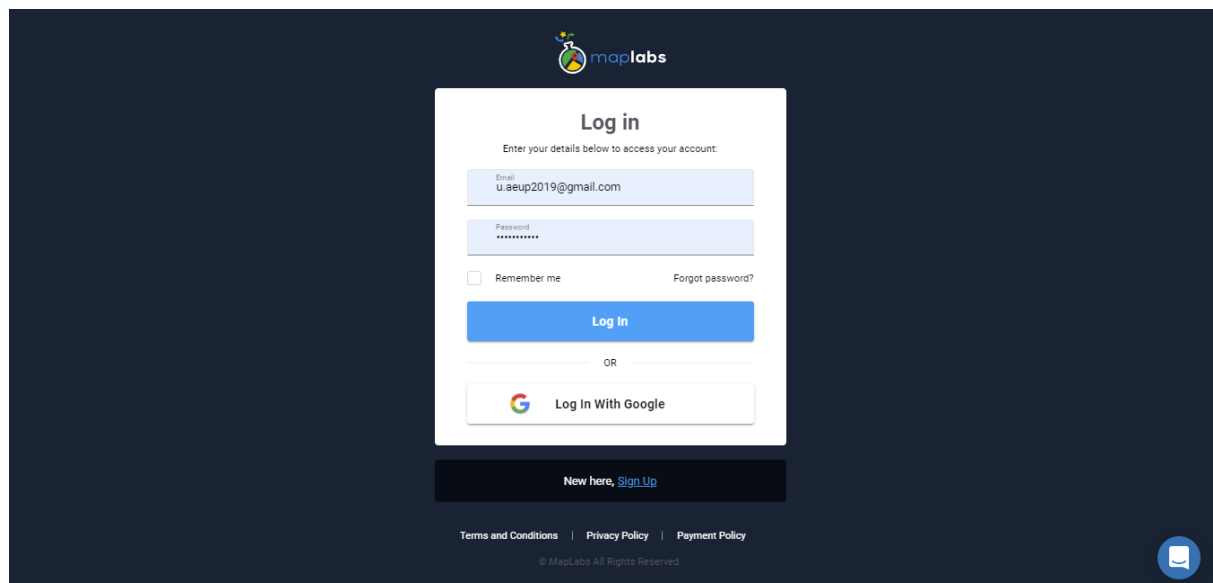 maplabs
Log in
Enter your details below to access your account:
Email
u.aeup2019@gmail.com
Password
•••••••••••
Remember me Forgot password?
Log In
OR
Log In With Google
New here, Sign Up
Terms and Conditions | Privacy Policy | Payment Policy
© MapLabs All Rights Reserved.